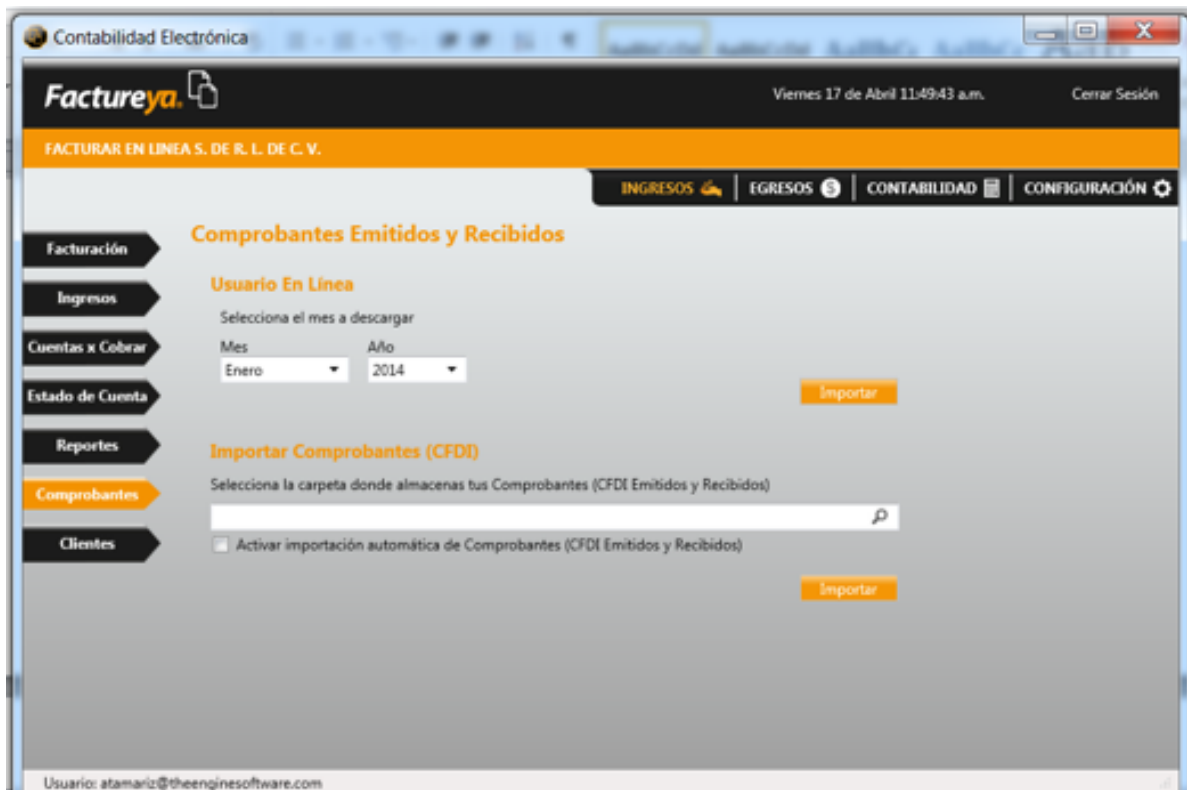 Contabilidad Electrónica
Factureya.
Viernes 17 de Abril 11:49:43 a.m.
Cerrar Sesión
FACTURAR EN LINEA S. DE R. L. DE C. V.
INGRESOS
EGRESOS
CONTABILIDAD
CONFIGURACIÓN
Facturación
Ingresos
Cuentas x Cobrar
Estado de Cuenta
Reportes
Comprobantes
Clientes
Comprobantes Emitidos y Recibidos
Usuario En Línea
Selecciona el mes a descargar
Mes Año
Enero 2014
Importar
Importar Comprobantes (CFDI)
Selecciona la carpeta donde almacenas tus Comprobantes (CFDI Emitidos y Recibidos)
Activar importación automática de Comprobantes (CFDI Emitidos y Recibidos)
Importar
Usuario: atamariz@theenginesoftware.com